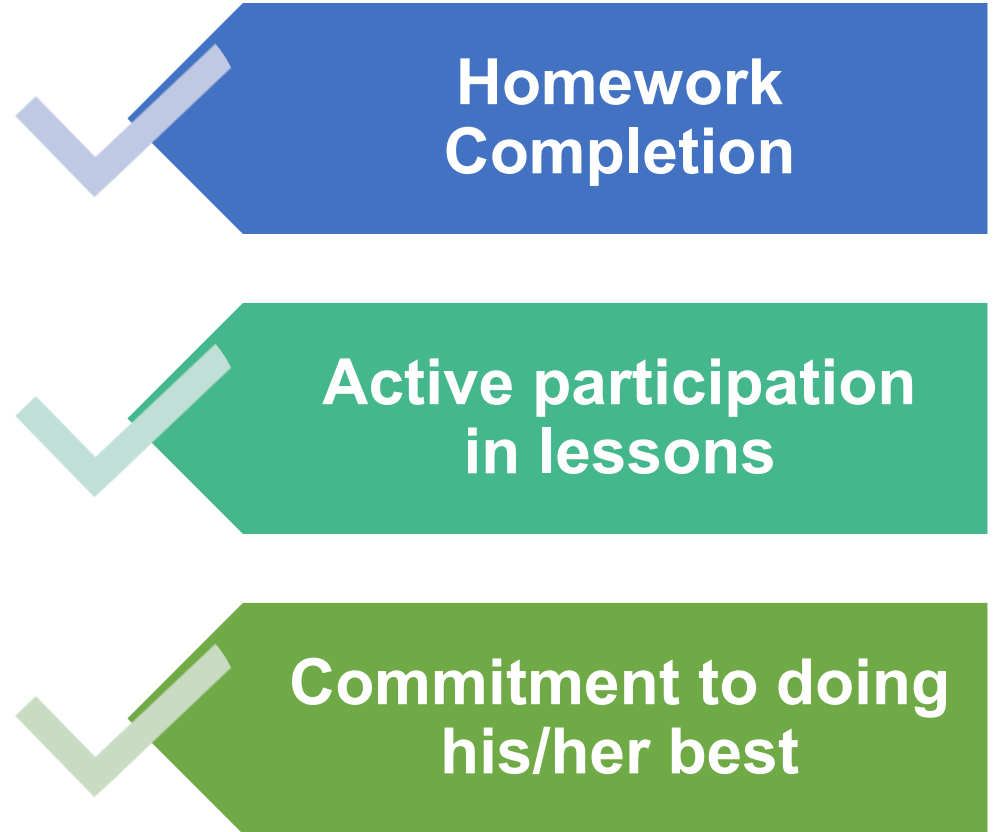 Homework
Completion
Active participation
in lessons
Commitment to doing
his/her best